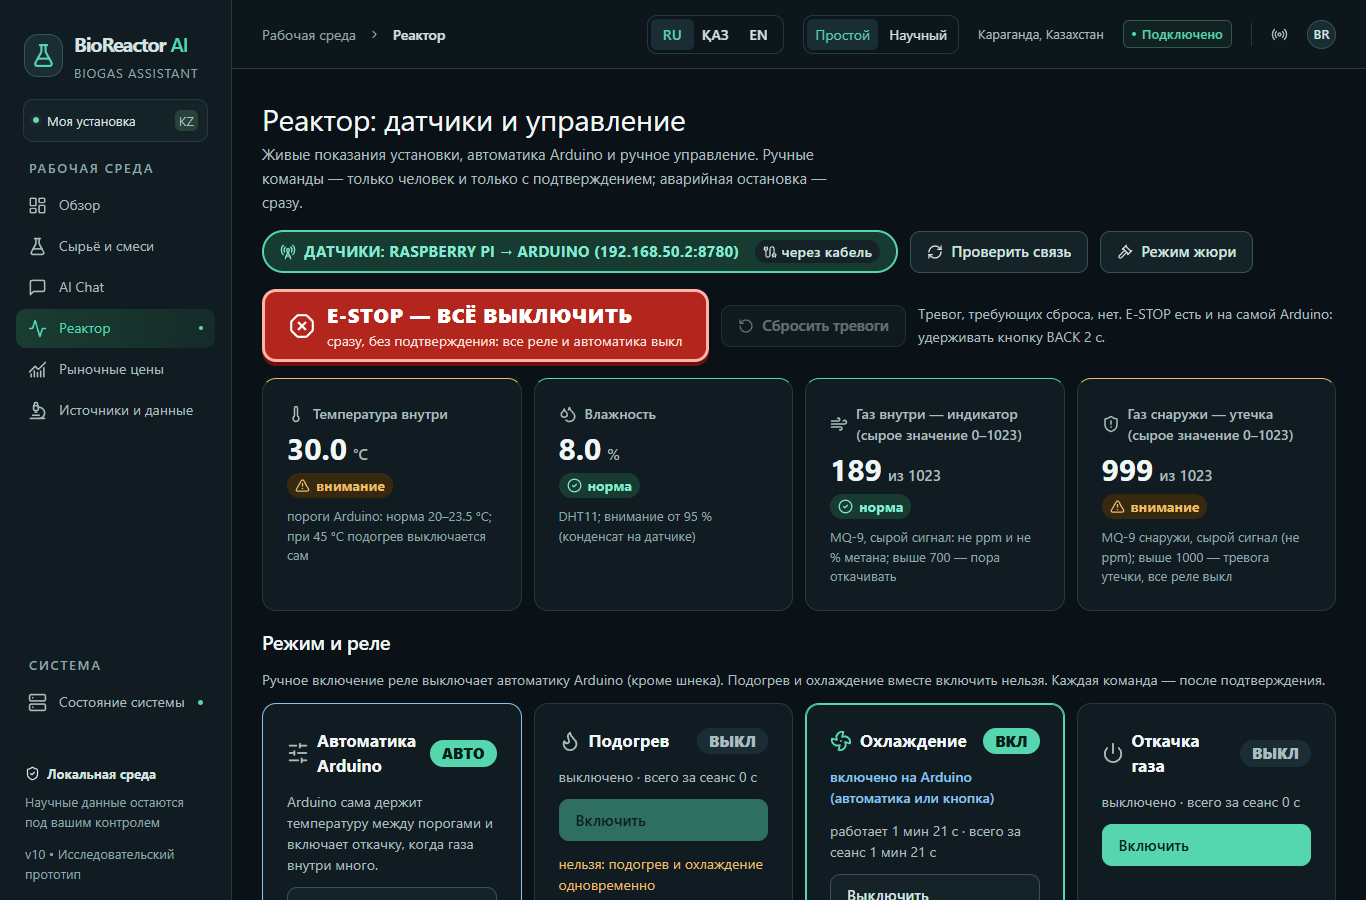 BioReactor AI
BIOGAS ASSISTANT
Моя установка KZ
РАБОЧАЯ СРЕДА
Обзор
Сырьё и смеси
AI Chat
Реактор
Рыночные цены
Источники и данные
СИСТЕМА
Состояние системы
Локальная среда
Научные данные остаются
под вашим контролем
v10 • Исследовательский
прототип
Рабочая среда > Реактор
RU ҚАЗ EN
Простой Научный
Караганда, Казахстан
• Подключено
BR
Реактор: датчики и управление
Живые показания установки, автоматика Arduino и ручное управление. Ручные
команды — только человек и только с подтверждением; аварийная остановка —
сразу.
ДАТЧИКИ: RASPBERRY PI → ARDUINO (192.168.50.2:8780) через кабель
Проверить связь
Режим жюри
E-STOP — ВСЁ ВЫКЛЮЧИТЬ
сразу, без подтверждения: все реле и автоматика выкл
Сбросить тревоги
Тревог, требующих сброса, нет. E-STOP есть и на самой Arduino:
удерживать кнопку BACK 2 с.
Температура внутри
30.0 °C
внимание
пороги Arduino: норма 20–23.5 °C;
при 45 °C подогрев выключается
сам
Влажность
8.0 %
норма
DHT11; внимание от 95 %
(конденсат на датчике)
Газ внутри — индикатор
(сырое значение 0–1023)
189 из 1023
норма
MQ-9, сырой сигнал: не ppm и не
% метана; выше 700 — пора
откачивать
Газ снаружи — утечка
(сырое значение 0–1023)
999 из 1023
внимание
MQ-9 снаружи, сырой сигнал (не
ppm); выше 1000 — тревога
утечки, все реле выкл
Режим и реле
Ручное включение реле выключает автоматику Arduino (кроме шнека). Подогрев и охлаждение вместе включить нельзя. Каждая команда — после подтверждения.
Автоматика
Arduino
АВТО
Arduino сама держит
температуру между порогами и
включает откачку, когда газа
внутри много.
Подогрев ВЫКЛ
выключено · всего за сеанс 0 с
Включить
нельзя: подогрев и охлаждение
одновременно
Охлаждение ВКЛ
включено на Arduino
(автоматика или кнопка)
работает 1 мин 21 с · всего за
сеанс 1 мин 21 с
Выключить
Откачка
газа
ВЫКЛ
выключено · всего за сеанс 0 с
Включить